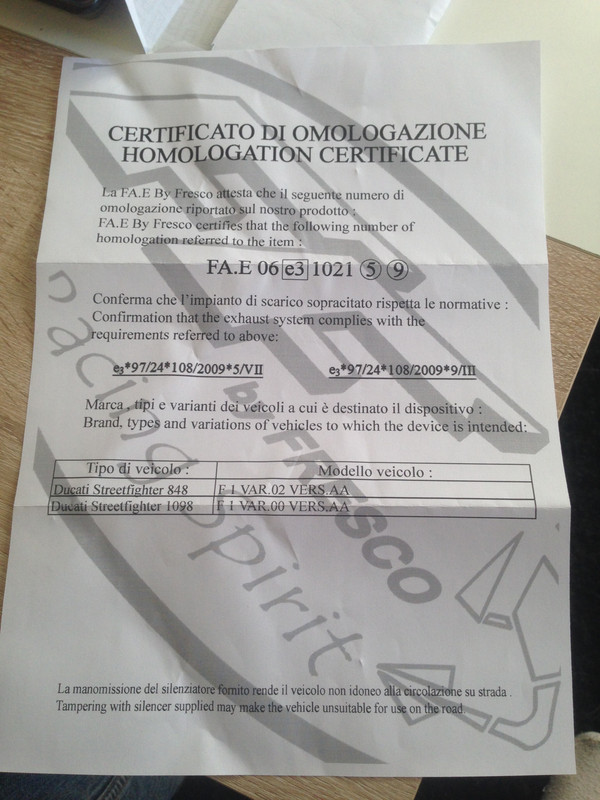 CERTIFICATO DI OMOLOGAZIONE
HOMOLOGATION CERTIFICATE
La FA.E By Fresco attesta che il seguente numero di
omologazione riportato sul nostro prodotto :
FA.E By Fresco certifies that the following number of
homologation referred to the item :
FA.E 06 e3 1021 5 9
Conferma che l'impianto di scarico sopracitato rispetta le normative :
Confirmation that the exhaust system complies with the
requirements referred to above:
e3*97/24*108/2009*5/VII e3*97/24*108/2009*9/III
Marca , tipi e varianti dei veicoli a cui è destinato il dispositivo :
Brand, types and variations of vehicles to which the device is intended:
Tipo di veicolo : Modello veicolo :
Ducati Streetfighter 848 F 1 VAR.02 VERS.AA
Ducati Streetfighter 1098 F 1 VAR.00 VERS.AA
by FRESCO
Racing Spirit
La manomissione del silenziatore fornito rende il veicolo non idoneo alla circolazione su strada .
Tampering with silencer supplied may make the vehicle unsuitable for use on the road.